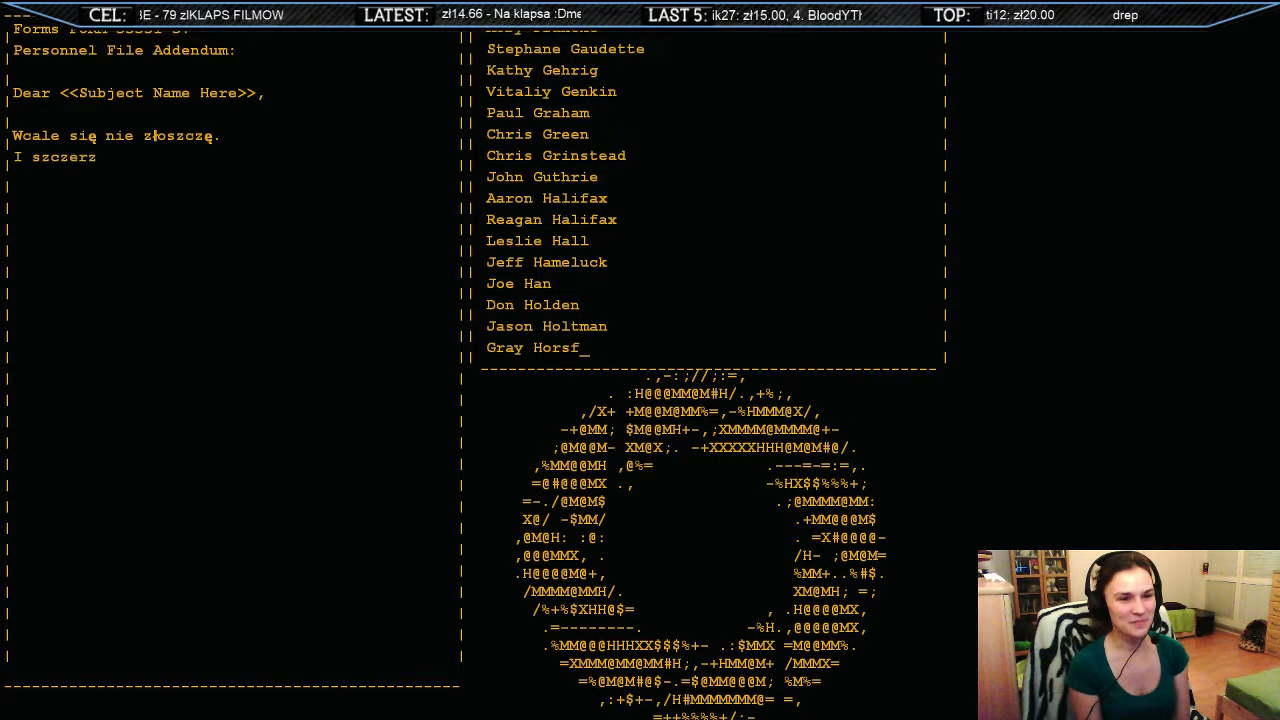 CEL:
3E - 79 zlKLAPS FILMOW
LATEST:
zł14.66 - Na klapsa :Dme
LAST 5:
ik27: zł15.00, 4. BloodYTh
TOP:
ti12: zł20.00
drep
Personnel File Addendum:
Dear <<Subject Name Here>>,
Wcale się nie złoszczę.
I szczerz
Stephane Gaudette
Kathy Gehrig
Vitaliy Genkin
Paul Graham
Chris Green
Chris Grinstead
John Guthrie
Aaron Halifax
Reagan Halifax
Leslie Hall
Jeff Hameluck
Joe Han
Don Holden
Jason Holtman
Gray Horsf_